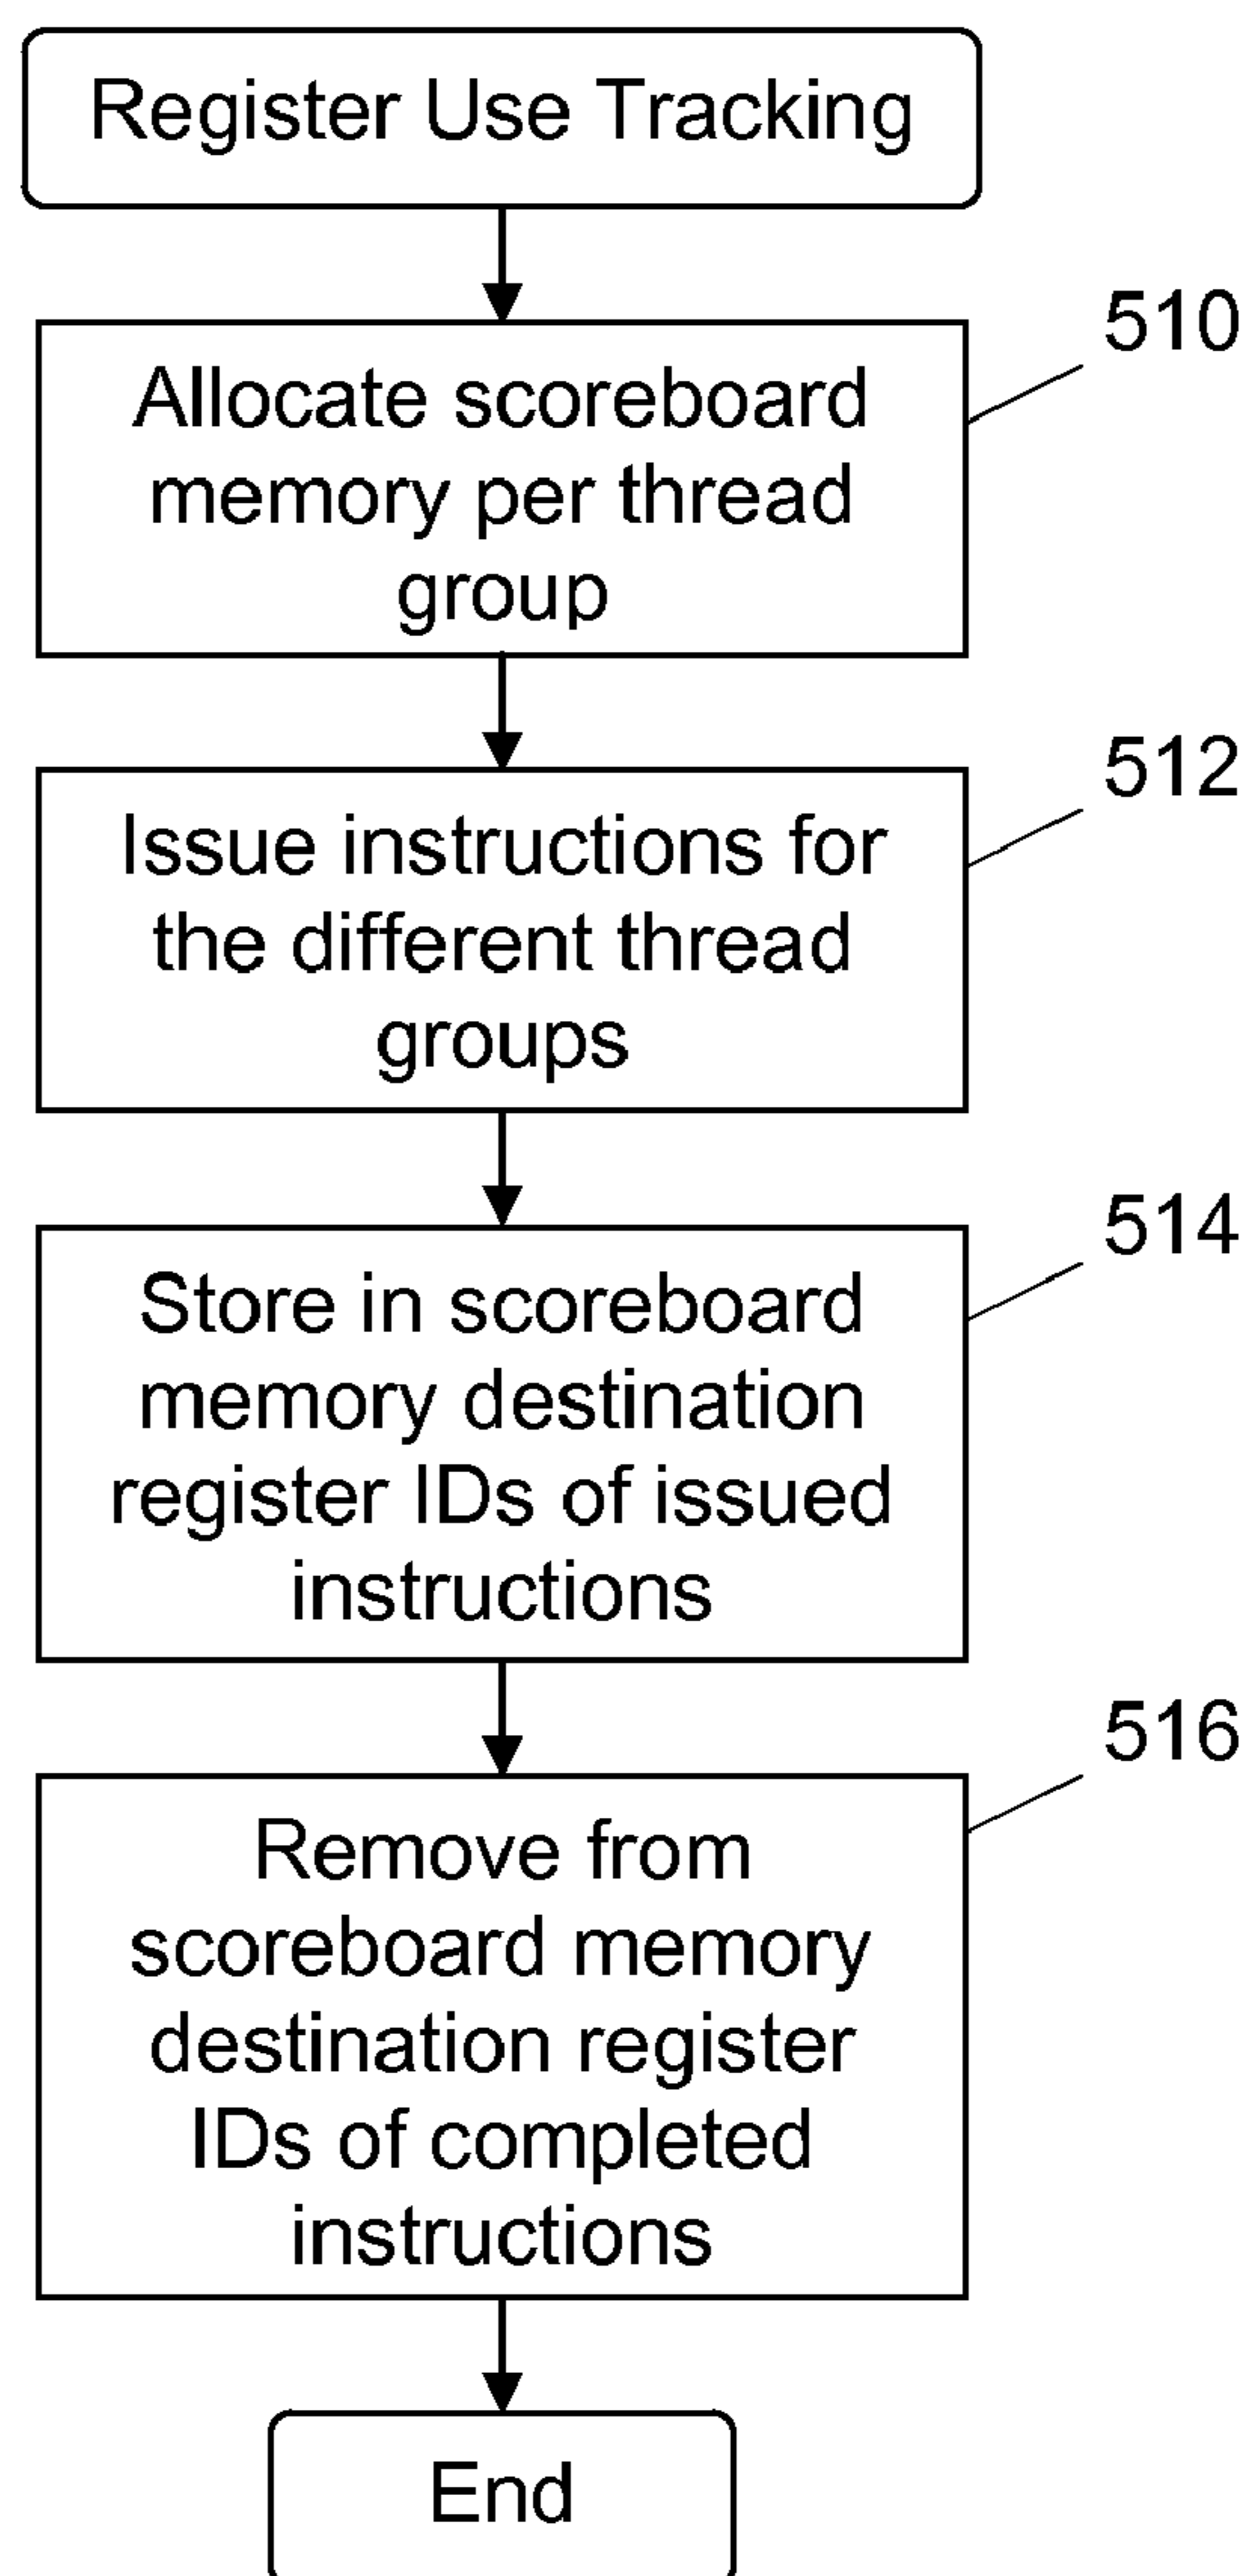 Register Use Tracking
510
Allocate scoreboard
memory per thread
group
512
Issue instructions for
the different thread
groups
514
Store in scoreboard
memory destination
register IDs of issued
instructions
516
Remove from
scoreboard memory
destination register
IDs of completed
instructions
End